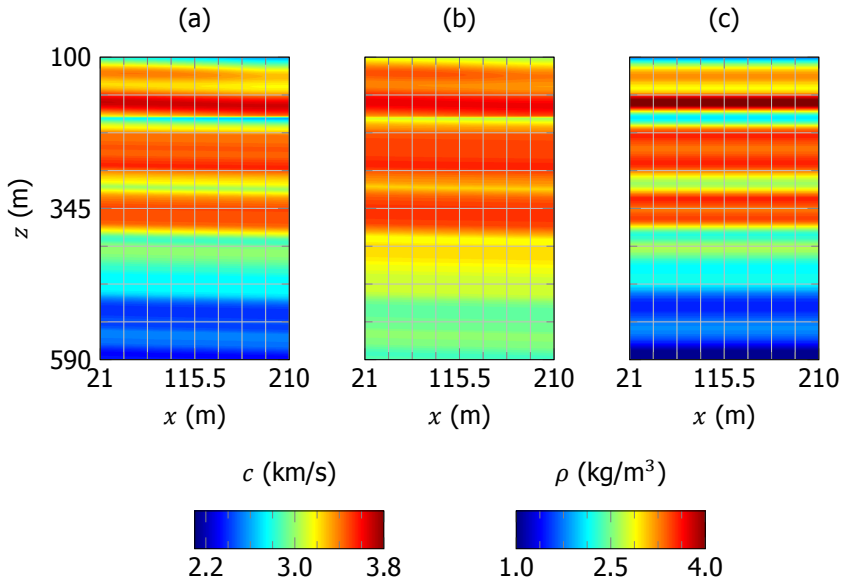 (a) (b) (c)
100
z (m)
345
590
21 115.5 210 21 115.5 210 21 115.5 210
x (m) x (m) x (m)
c (km/s) ρ (kg/m³)
2.2 3.0 3.8 1.0 2.5 4.0